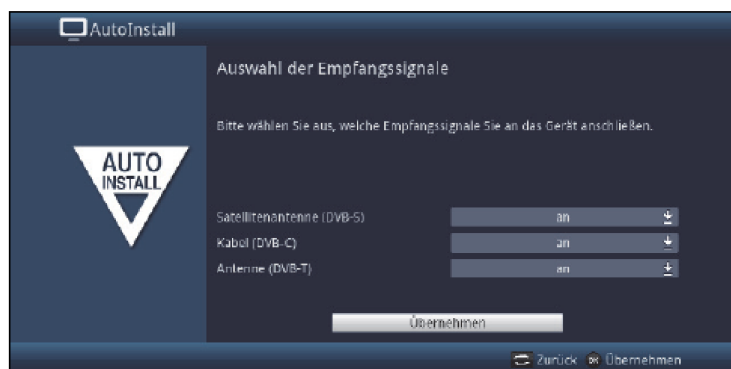 AutoInstall
Auswahl der Empfangssignale
Bitte wählen Sie aus, welche Empfangssignale Sie an das Gerät anschließen.
AUTO
INSTALL
Satellitenantenne (DVB-S) an
Kabel (DVB-C) an
Antenne (DVB-T) an
Übernehmen
Zurück OK Übernehmen